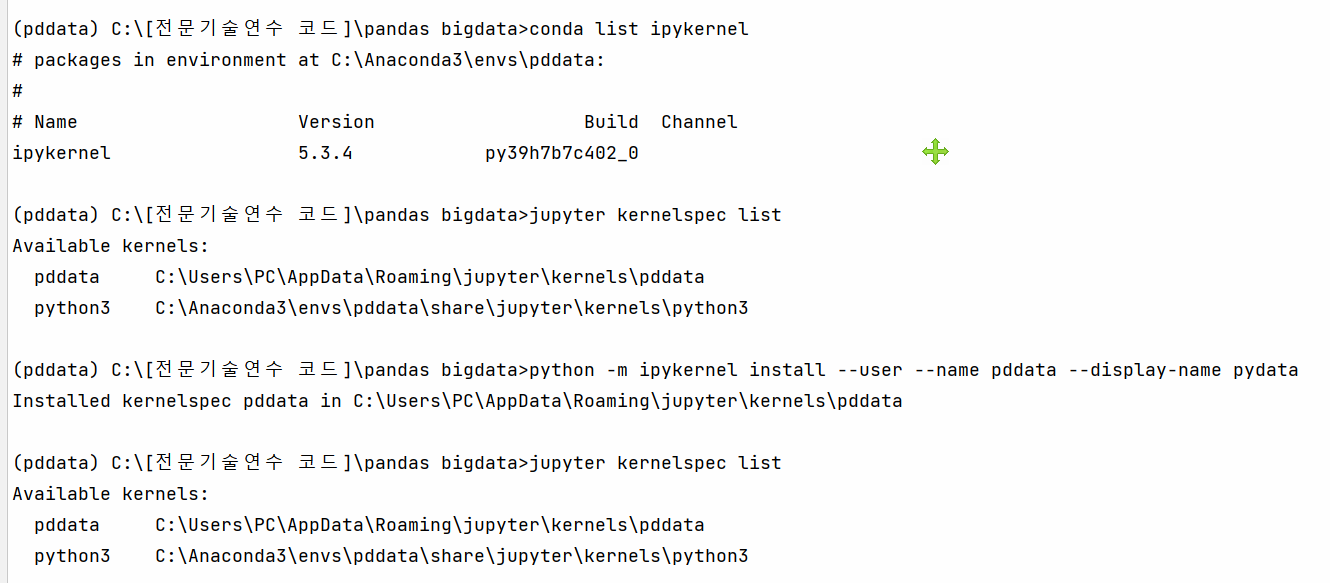 (pddata) C:\[전문기술연수 코드]\pandas bigdata>conda list ipykernel
# packages in environment at C:\Anaconda3\envs\pddata:
#
# Name                    Version                   Build  Channel
ipykernel                 5.3.4            py39h7b7c402_0
(pddata) C:\[전문기술연수 코드]\pandas bigdata>jupyter kernelspec list
Available kernels:
  pddata     C:\Users\PC\AppData\Roaming\jupyter\kernels\pddata
  python3    C:\Anaconda3\envs\pddata\share\jupyter\kernels\python3
(pddata) C:\[전문기술연수 코드]\pandas bigdata>python -m ipykernel install --user --name pddata --display-name pydata
Installed kernelspec pddata in C:\Users\PC\AppData\Roaming\jupyter\kernels\pddata
(pddata) C:\[전문기술연수 코드]\pandas bigdata>jupyter kernelspec list
Available kernels:
  pddata     C:\Users\PC\AppData\Roaming\jupyter\kernels\pddata
  python3    C:\Anaconda3\envs\pddata\share\jupyter\kernels\python3